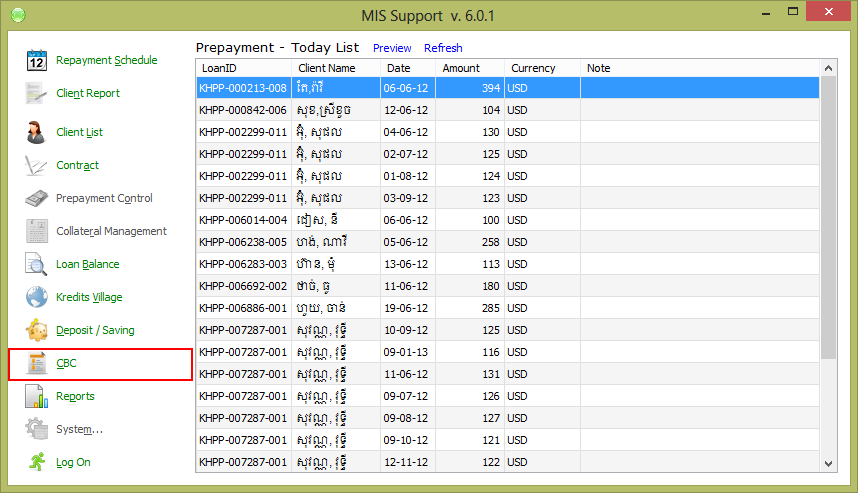 MIS Support v. 6.0.1
Repayment Schedule
Client Report
Client List
Contract
Prepayment Control
Collateral Management
Loan Balance
Kredits Village
Deposit / Saving
CBC
Reports
System...
Log On
12
Prepayment - Today List Preview Refresh
LoanID Client Name Date Amount Currency Note
KHPP-000213-008 តែ,រ៉ាវី 06-06-12 394 USD
KHPP-000842-006 សុខ,ស្រីខូច 12-06-12 104 USD
KHPP-002299-011 អ៊ុំ, សុផល 04-06-12 130 USD
KHPP-002299-011 អ៊ុំ, សុផល 02-07-12 125 USD
KHPP-002299-011 អ៊ុំ, សុផល 01-08-12 124 USD
KHPP-002299-011 អ៊ុំ, សុផល 03-09-12 123 USD
KHPP-006014-004 ជៀស, នី 06-06-12 100 USD
KHPP-006238-005 ហង់, ណាវី 05-06-12 258 USD
KHPP-006283-003 ហ៊ាន, មុំ 13-06-12 113 USD
KHPP-006692-002 ថាច់, ធូ 11-06-12 180 USD
KHPP-006886-001 ហួយ, ចាន់ 19-06-12 285 USD
KHPP-007287-001 សុវណ្ណ, វុទ្ធី 10-09-12 125 USD
KHPP-007287-001 សុវណ្ណ, វុទ្ធី 09-01-13 116 USD
KHPP-007287-001 សុវណ្ណ, វុទ្ធី 11-06-12 131 USD
KHPP-007287-001 សុវណ្ណ, វុទ្ធី 09-07-12 126 USD
KHPP-007287-001 សុវណ្ណ, វុទ្ធី 09-08-12 127 USD
KHPP-007287-001 សុវណ្ណ, វុទ្ធី 09-10-12 121 USD
KHPP-007287-001 សុវណ្ណ, វុទ្ធី 12-11-12 122 USD